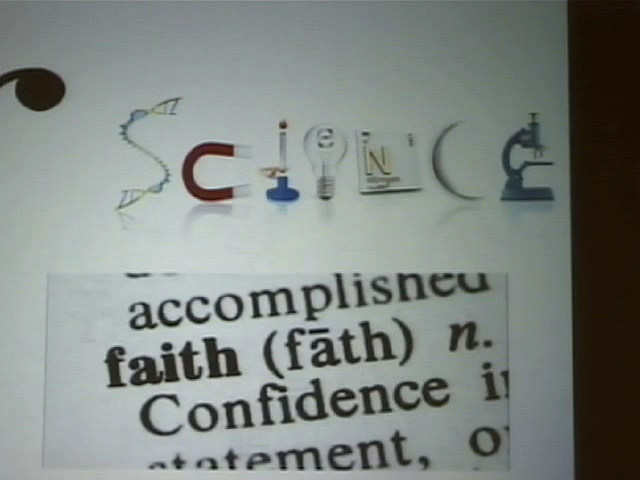 Science
accomplished
faith (fāth) n.
Confidence
statement,